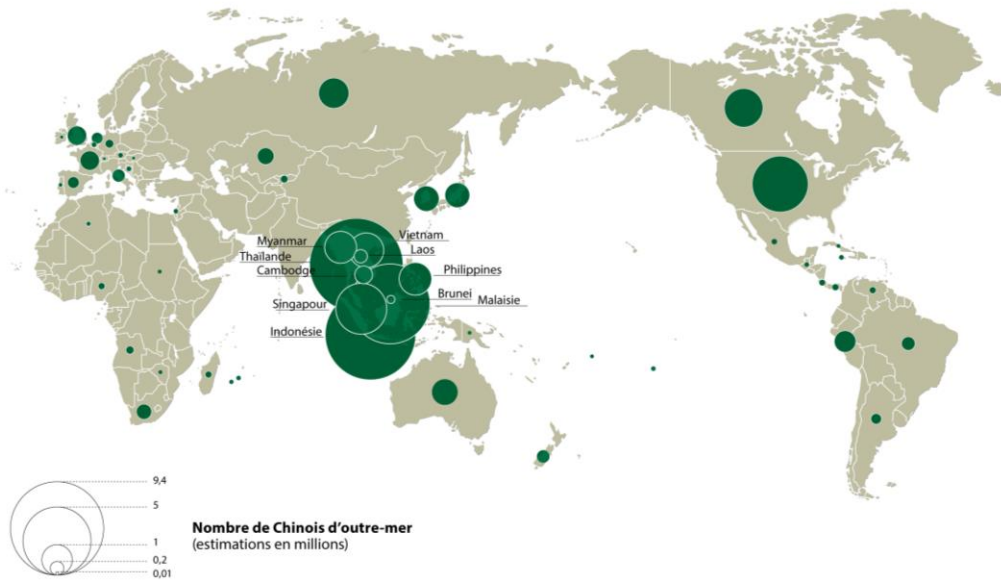 Myanmar
Vietnam
Thaïlande
Laos
Cambodge
Philippines
Singapour
Brunei
Malaisie
Indonésie
9,4
5
1
0,2
0,01
Nombre de Chinois d'outre-mer
(estimations en millions)